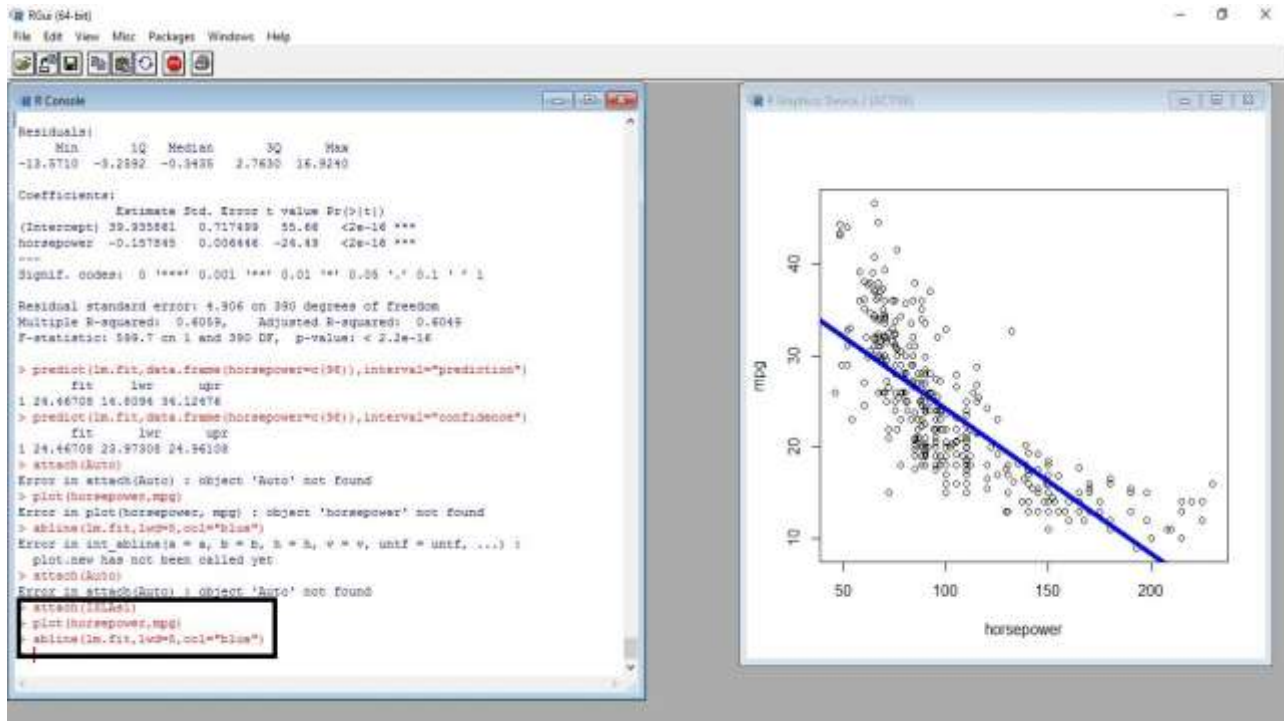 RGui (64-bit)
File Edit View Misc Packages Windows Help
R Console
Residuals:
Min 1Q Median 3Q Max
-13.5710 -3.2592 -0.3435 2.7630 16.9240
Coefficients:
Estimate Std. Error t value Pr(>|t|)
(Intercept) 39.935861 0.717499 55.66 <2e-16 ***
horsepower -0.157845 0.006446 -24.49 <2e-16 ***
---
Signif. codes: 0 '***' 0.001 '**' 0.01 '*' 0.05 '.' 0.1 ' ' 1
Residual standard error: 4.906 on 390 degrees of freedom
Multiple R-squared: 0.6059, Adjusted R-squared: 0.6049
F-statistic: 599.7 on 1 and 390 DF, p-value: < 2.2e-16
> predict(lm.fit,data.frame(horsepower=c(98)),interval="prediction")
fit lwr upr
1 24.46708 14.8094 34.12476
> predict(lm.fit,data.frame(horsepower=c(98)),interval="confidence")
fit lwr upr
1 24.46708 23.97308 24.96108
> attach(Auto)
Error in attach(Auto) : object 'Auto' not found
> plot(horsepower,mpg)
Error in plot(horsepower, mpg) : object 'horsepower' not found
> abline(lm.fit,lwd=5,col="blue")
Error in int_abline(a = a, b = b, h = h, v = v, untf = untf, ...) :
plot.new has not been called yet
> attach(Auto)
Error in attach(Auto) : object 'Auto' not found
> plot(horsepower,mpg)
> abline(lm.fit,lwd=5,col="blue")
R Graphics Device 2 (ACTIVE)
mpg
40
30
20
10
50 100 150 200
horsepower